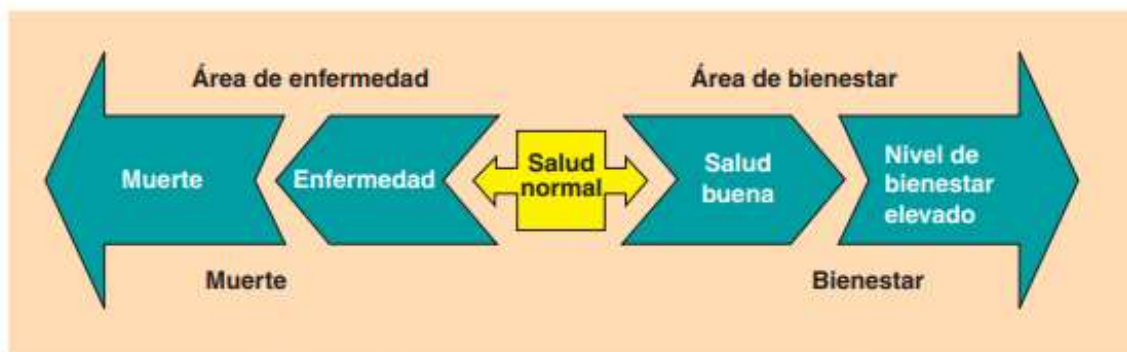 Área de enfermedad
Área de bienestar
Muerte
Enfermedad
Salud
normal
Salud
buena
Nivel de
bienestar
elevado
Muerte
Bienestar